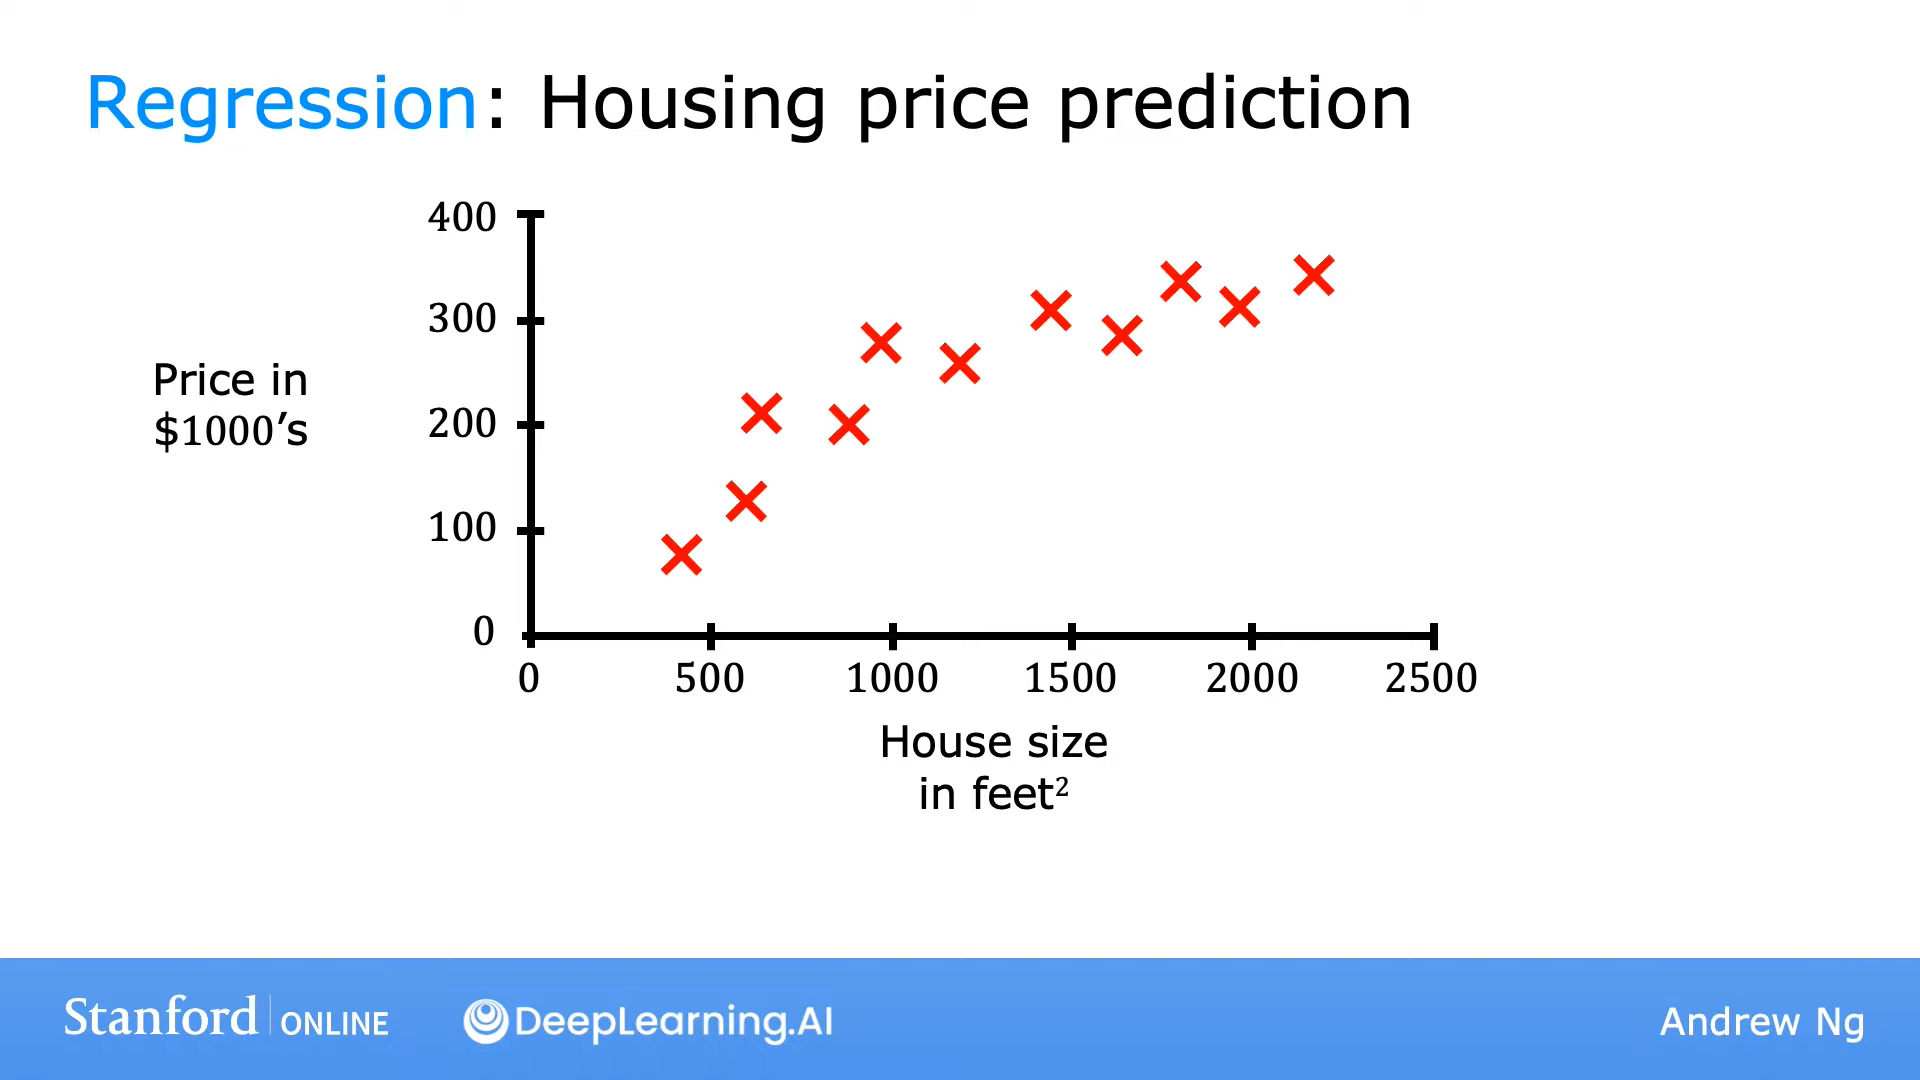 Regression: Housing price prediction
400
300
200
100
0
Price in
$1000’s
0 500 1000 1500 2000 2500
House size
in feet²
Stanford ONLINE
DeepLearning.AI
Andrew Ng